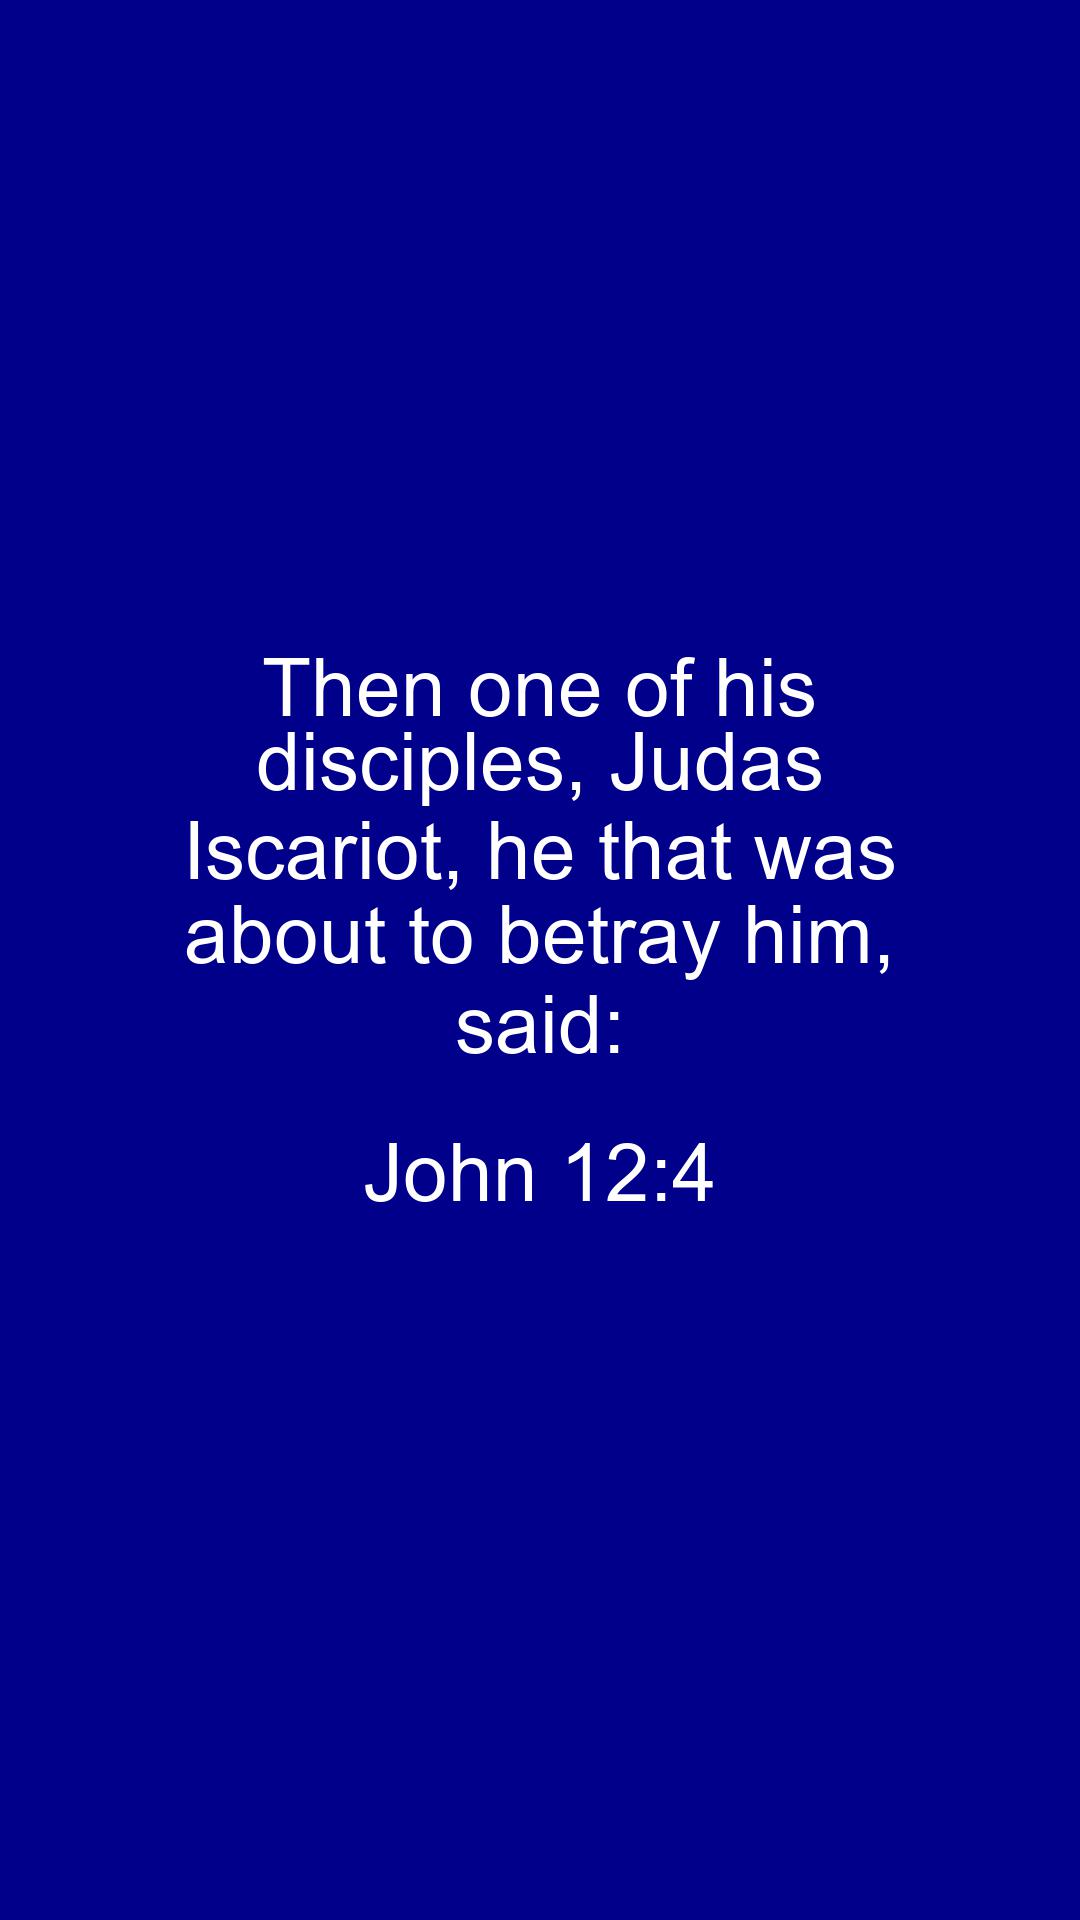 Then one of his
disciples, Judas
Iscariot, he that was
about to betray him,
said:
John 12:4